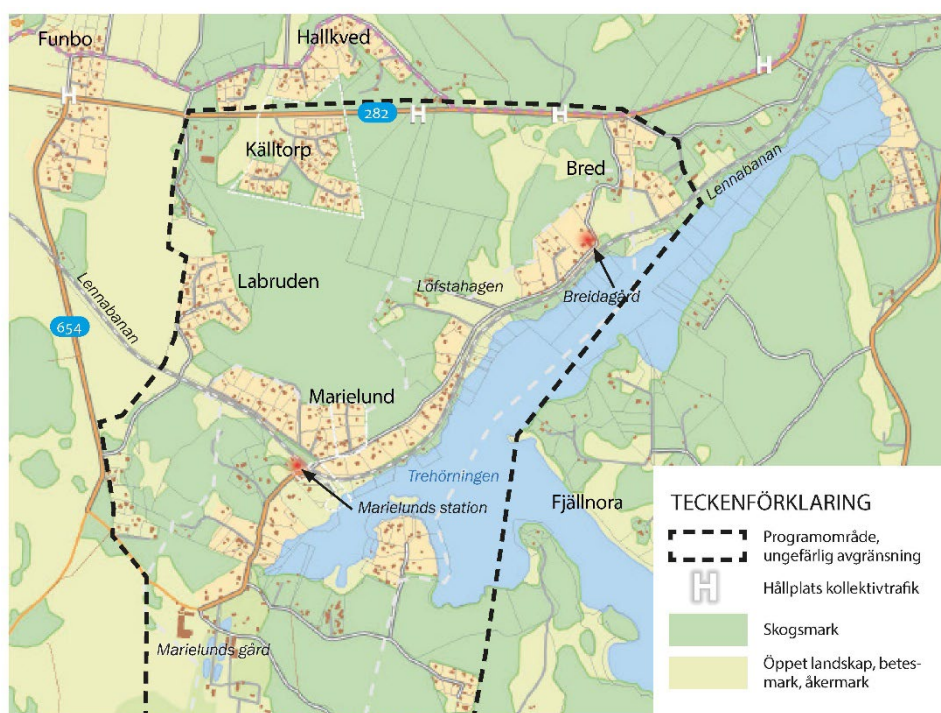 Funbo
Hallkved
H
H
282
H
H
Källtorp
Bred
Lennabanan
Labruden
Löfstahagen
Breidagård
Lennabanan
654
Marielund
Trehörningen
Marielunds station
Fjällnora
Marielunds gård
TECKENFÖRKLARING
Programområde,
ungefärlig avgränsning
H
Hållplats kollektivtrafik
Skogsmark
Öppet landskap, betes-
mark, åkermark